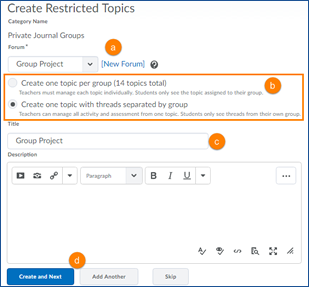 Create Restricted Topics
Category Name
Private Journal Groups
Forum *
a
Group Project
[New Forum]
Create one topic per group (14 topics total)
b
Teachers must manage each topic individually. Students only see the topic assigned to their group.
Create one topic with threads separated by group
Teachers can manage all activity and assessment from one topic. Students only see threads from their own group.
Title
Group Project
c
Description
Paragraph
B I U
d
Create and Next
Add Another
Skip